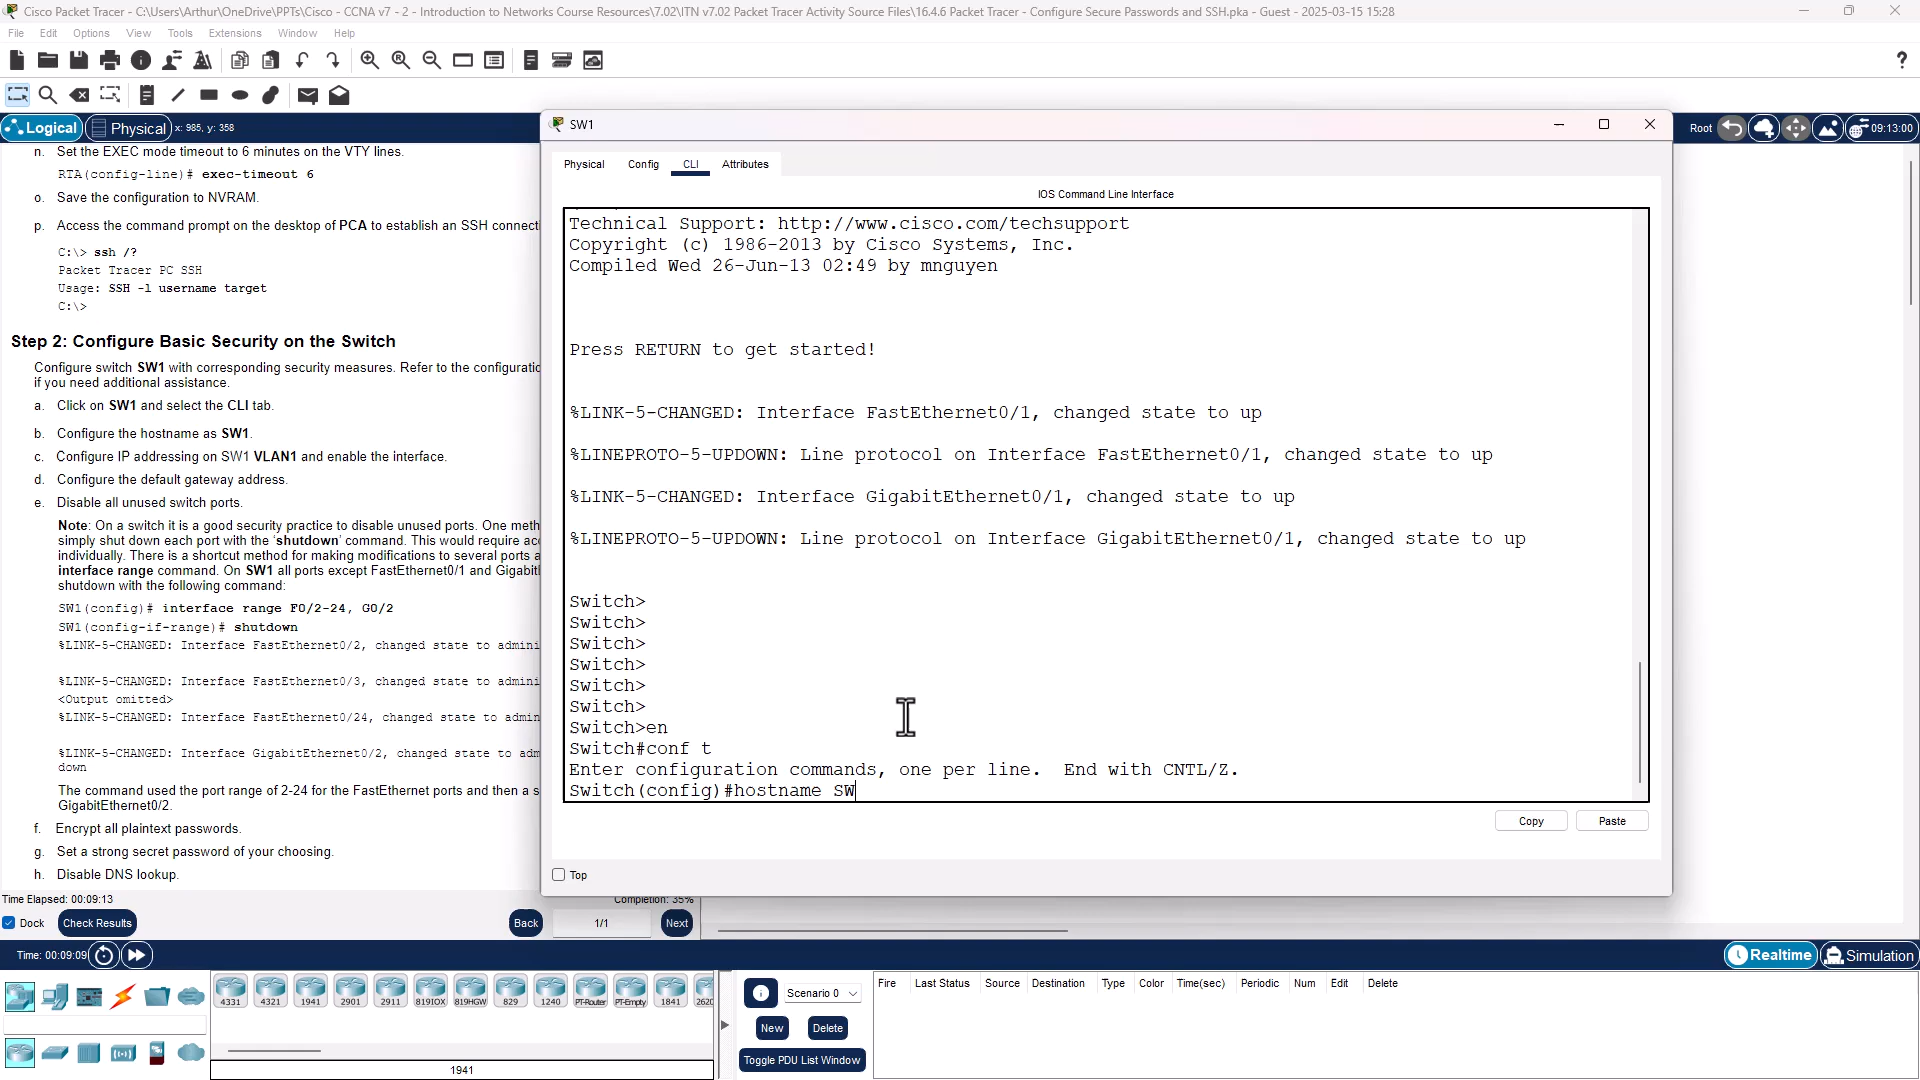 Cisco Packet Tracer - C:\Users\Arthur\OneDrive\PPTs\Cisco - CCNA v7 - 2 - Introduction to Networks Course Resources\7.02\ITN v7.02 Packet Tracer Activity Source Files\16.4.6 Packet Tracer - Configure Secure Passwords and SSH.pka - Guest - 2025-03-15 15:28
File Edit Options View Tools Extensions Window Help
?
Logical Physical x: 985, y: 358
Root 09:13:00
n. Set the EXEC mode timeout to 6 minutes on the VTY lines.
RTA(config-line)# exec-timeout 6
o. Save the configuration to NVRAM.
p. Access the command prompt on the desktop of PCA to establish an SSH connecti
C:\> ssh /?
Packet Tracer PC SSH
Usage: SSH -l username target
C:\>
Step 2: Configure Basic Security on the Switch
Configure switch SW1 with corresponding security measures. Refer to the configuratio
if you need additional assistance.
a. Click on SW1 and select the CLI tab.
b. Configure the hostname as SW1.
c. Configure IP addressing on SW1 VLAN1 and enable the interface.
d. Configure the default gateway address.
e. Disable all unused switch ports.
Note: On a switch it is a good security practice to disable unused ports. One meth
simply shut down each port with the 'shutdown' command. This would require ac
individually. There is a shortcut method for making modifications to several ports a
interface range command. On SW1 all ports except FastEthernet0/1 and Gigabit
shutdown with the following command:
SW1(config)# interface range F0/2-24, G0/2
SW1(config-if-range)# shutdown
%LINK-5-CHANGED: Interface FastEthernet0/2, changed state to admini
%LINK-5-CHANGED: Interface FastEthernet0/3, changed state to admini
<Output omitted>
%LINK-5-CHANGED: Interface FastEthernet0/24, changed state to admin
%LINK-5-CHANGED: Interface GigabitEthernet0/2, changed state to adm
down
The command used the port range of 2-24 for the FastEthernet ports and then a s
GigabitEthernet0/2.
f. Encrypt all plaintext passwords.
g. Set a strong secret password of your choosing.
h. Disable DNS lookup.
Time Elapsed: 00:09:13
Completion: 35%
Dock Check Results Back 1/1 Next
SW1
Physical Config CLI Attributes
IOS Command Line Interface
Technical Support: http://www.cisco.com/techsupport
Copyright (c) 1986-2013 by Cisco Systems, Inc.
Compiled Wed 26-Jun-13 02:49 by mnguyen
Press RETURN to get started!
%LINK-5-CHANGED: Interface FastEthernet0/1, changed state to up
%LINEPROTO-5-UPDOWN: Line protocol on Interface FastEthernet0/1, changed state to up
%LINK-5-CHANGED: Interface GigabitEthernet0/1, changed state to up
%LINEPROTO-5-UPDOWN: Line protocol on Interface GigabitEthernet0/1, changed state to up
Switch>
Switch>
Switch>
Switch>
Switch>
Switch>
Switch>en
Switch#conf t
Enter configuration commands, one per line.  End with CNTL/Z.
Switch(config)#hostname SW
Copy Paste
Top
Time: 00:09:09
Realtime Simulation
4331 4321 1941 2901 2911 819IOX 819HGW 829 1240 PT-Router PT-Empty 1841 2620
1941
Scenario 0
New Delete
Toggle PDU List Window
Fire Last Status Source Destination Type Color Time(sec) Periodic Num Edit Delete